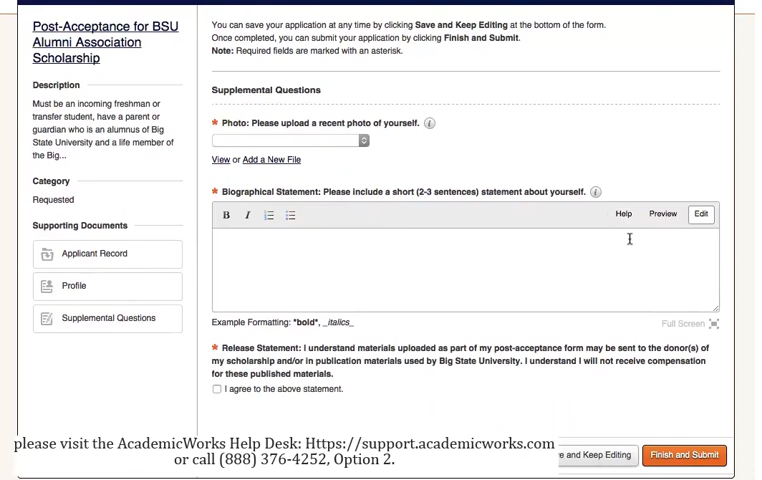 Post-Acceptance for BSU
Alumni Association
Scholarship
Description
Must be an incoming freshman or
transfer student, have a parent or
guardian who is an alumnus of Big
State University and a life member of
the Big...
Category
Requested
Supporting Documents
Applicant Record
Profile
Supplemental Questions
You can save your application at any time by clicking Save and Keep Editing at the bottom of the form.
Once completed, you can submit your application by clicking Finish and Submit.
Note: Required fields are marked with an asterisk.
Supplemental Questions
* Photo: Please upload a recent photo of yourself. i
View or Add a New File
* Biographical Statement: Please include a short (2-3 sentences) statement about yourself. i
B I Help Preview Edit
Example Formatting: *bold*, _italics_
Full Screen
* Release Statement: I understand materials uploaded as part of my post-acceptance form may be sent to the donor(s) of
my scholarship and/or in publication materials used by Big State University. I understand I will not receive compensation
for these published materials.
I agree to the above statement.
e and Keep Editing Finish and Submit
please visit the AcademicWorks Help Desk: Https://support.academicworks.com
or call (888) 376-4252, Option 2.